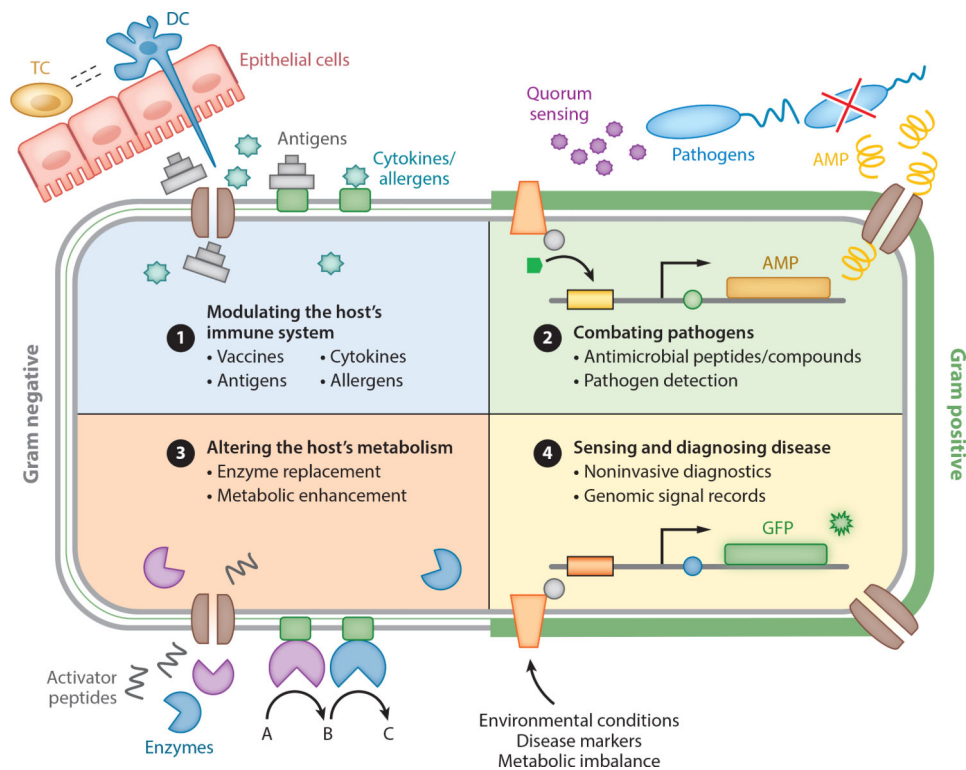 DC
TC
Epithelial cells
Antigens
Cytokines/
allergens
Quorum
sensing
Pathogens
AMP
Gram negative
1 Modulating the host's
immune system
• Vaccines • Cytokines
• Antigens • Allergens
AMP
2 Combating pathogens
• Antimicrobial peptides/compounds
• Pathogen detection
Gram positive
3 Altering the host's metabolism
• Enzyme replacement
• Metabolic enhancement
4 Sensing and diagnosing disease
• Noninvasive diagnostics
• Genomic signal records
GFP
Activator
peptides
Enzymes
A B C
Environmental conditions
Disease markers
Metabolic imbalance